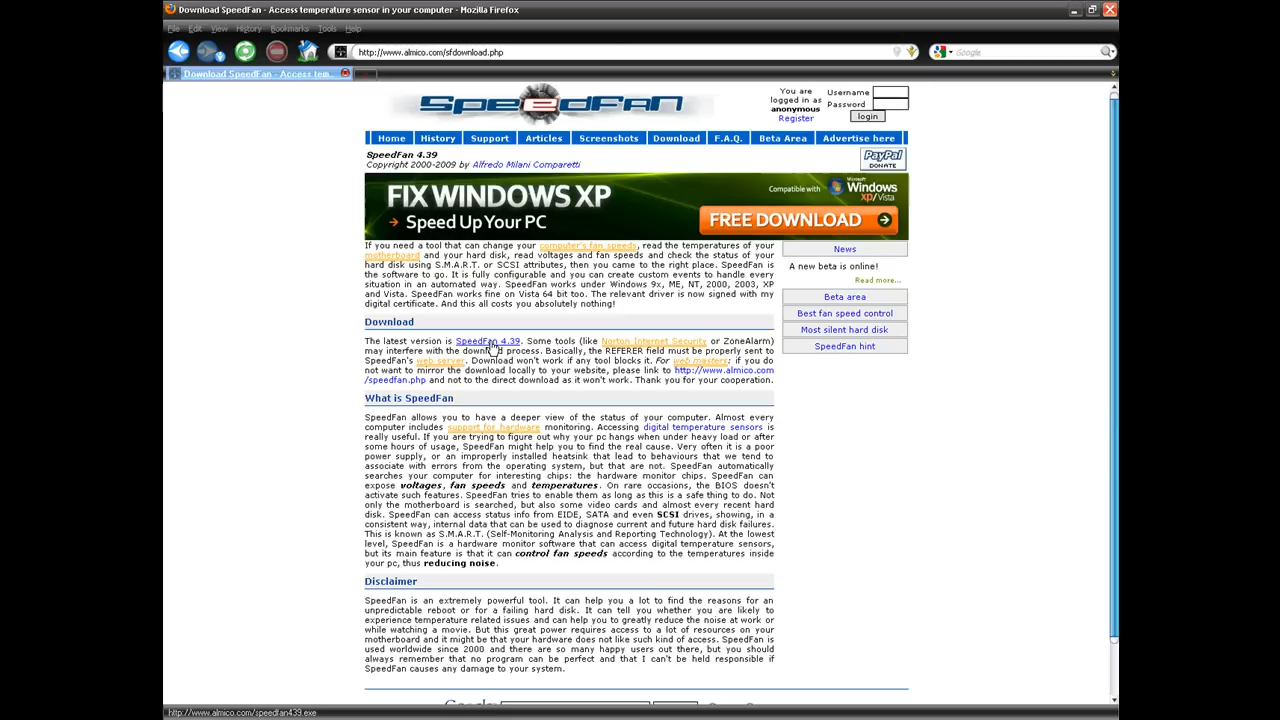 Download SpeedFan - Access temperature sensor in your computer - Mozilla Firefox
File Edit View History Bookmarks Tools Help
http://www.almico.com/sfdownload.php
Google
Download SpeedFan - Access tem...
SpeedFan
You are
logged in as
anonymous
Register
Username
Password
login
Home History Support Articles Screenshots Download F.A.Q. Beta Area Advertise here
SpeedFan 4.39
Copyright 2000-2009 by Alfredo Milani Comparetti
PayPal
DONATE
FIX WINDOWS XP
Speed Up Your PC
Compatible with
Microsoft
Windows
xp/Vista
FREE DOWNLOAD
If you need a tool that can change your computer's fan speeds, read the temperatures of your
motherboard and your hard disk, read voltages and fan speeds and check the status of your
hard disk using S.M.A.R.T. or SCSI attributes, then you came to the right place. SpeedFan is
the software to go. It is fully configurable and you can create custom events to handle every
situation in an automated way. SpeedFan works under Windows 9x, ME, NT, 2000, 2003, XP
and Vista. SpeedFan works fine on Vista 64 bit too. The relevant driver is now signed with my
digital certificate. And this all costs you absolutely nothing!
News
A new beta is online!
Read more...
Beta area
Best fan speed control
Most silent hard disk
SpeedFan hint
Download
The latest version is SpeedFan 4.39. Some tools (like Norton Internet Security or ZoneAlarm)
may interfere with the download process. Basically, the REFERER field must be properly sent to
SpeedFan's web server. Download won't work if any tool blocks it. For web masters: if you do
not want to mirror the download locally to your website, please link to http://www.almico.com
/speedfan.php and not to the direct download as it won't work. Thank you for your cooperation.
What is SpeedFan
SpeedFan allows you to have a deeper view of the status of your computer. Almost every
computer includes support for hardware monitoring. Accessing digital temperature sensors is
really useful. If you are trying to figure out why your pc hangs when under heavy load or after
some hours of usage, SpeedFan might help you to find the real cause. Very often it is a poor
power supply, or an improperly installed heatsink that lead to behaviours that we tend to
associate with errors from the operating system, but that are not. SpeedFan automatically
searches your computer for interesting chips: the hardware monitor chips. SpeedFan can
expose voltages, fan speeds and temperatures. On rare occasions, the BIOS doesn't
activate such features. SpeedFan tries to enable them as long as this is a safe thing to do. Not
only the motherboard is searched, but also some video cards and almost every recent hard
disk. SpeedFan can access status info from EIDE, SATA and even SCSI drives, showing, in a
consistent way, internal data that can be used to diagnose current and future hard disk failures.
This is known as S.M.A.R.T. (Self-Monitoring Analysis and Reporting Technology). At the lowest
level, SpeedFan is a hardware monitor software that can access digital temperature sensors,
but its main feature is that it can control fan speeds according to the temperatures inside
your pc, thus reducing noise.
Disclaimer
SpeedFan is an extremely powerful tool. It can help you a lot to find the reasons for an
unpredictable reboot or for a failing hard disk. It can tell you whether you are likely to
experience temperature related issues and can help you to greatly reduce the noise at work or
while watching a movie. But this great power requires access to a lot of resources on your
motherboard and it might be that your hardware does not like such kind of access. SpeedFan is
used worldwide since 2000 and there are so many happy users out there, but you should
always remember that no program can be perfect and that I can't be held responsible if
SpeedFan causes any damage to your system.
http://www.almico.com/speedfan439.exe